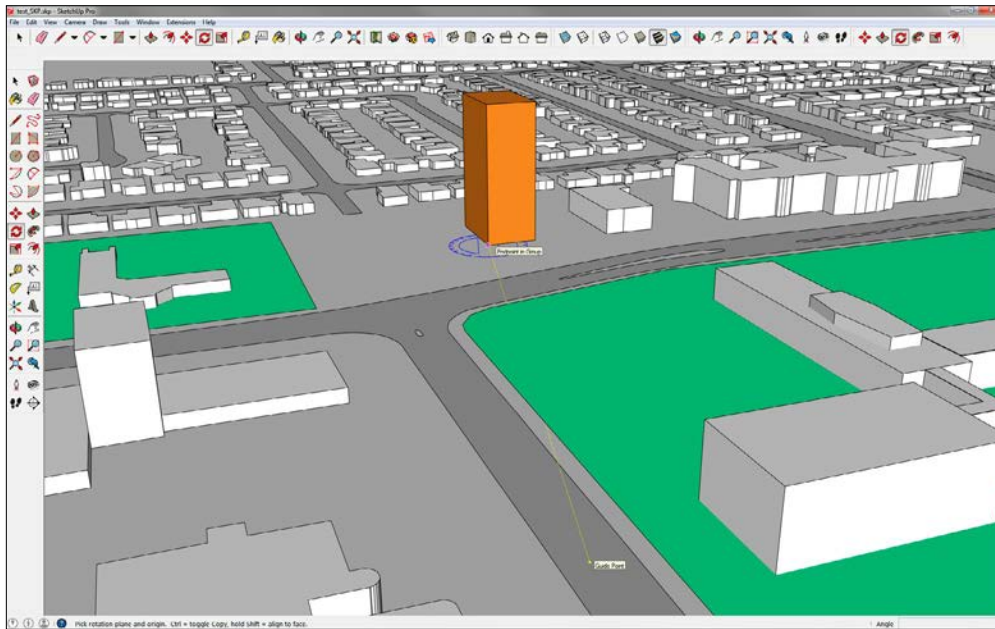 test_SKP.skp - SketchUp Pro
File Edit View Camera Draw Tools Window Extensions Help
Endpoint in Group
Guide Point
Pick rotation plane and origin. Ctrl = toggle Copy, hold Shift = align to face.
Angle